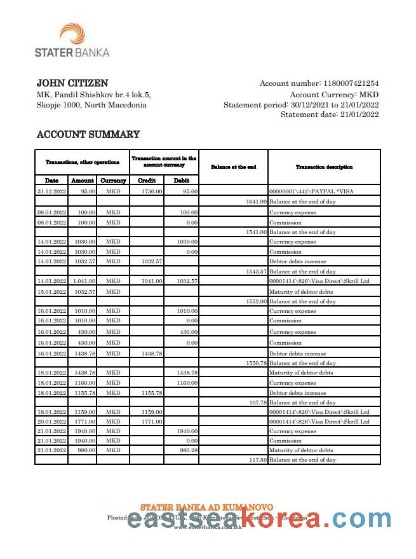 STATER BANKA
JOHN CITIZEN
MK, Pandil Shishkov br.4 lok.5,
Skopje 1000, North Macedonia
Account number: 1180007421254
Account Currency: MKD
Statement period: 30/12/2021 to 21/01/2022
Statement date: 21/01/2022
ACCOUNT SUMMARY
Transactions, other operations Transaction amount in the account currency Balance at the end Transaction description
Date Amount Currency Credit Debit
31.12.2022 95.00 MKD 1736.00 95.00 00000001\442\PAYPAL *VISA
1641.00 Balance at the end of day
08.01.2022 100.00 MKD 100.00 Currency expense
08.01.2022 100.00 MKD 0.00 Commission
1541.00 Balance at the end of day
14.01.2022 1030.00 MKD 1030.00 Currency expense
14.01.2022 1030.00 MKD 0.00 Commission
14.01.2022 1032.57 MKD 1032.57 Debtor debts increase
1543.57 Balance at the end of day
14.01.2022 1.041.00 MKD 1041.00 1032.57 00001414\826\Visa Direct\Skrill Ltd
15.01.2022 1032.57 MKD Maturity of debtor debts
1552.00 Balance at the end of day
16.01.2022 1010.00 MKD 1010.00 Currency expense
16.01.2022 1010.00 MKD 0.00 Commission
16.01.2022 430.00 MKD 430.00 Currency expense
16.01.2022 430.00 MKD 0.00 Commission
16.01.2022 1438.78 MKD 1438.78 Debtor debts increase
1550.78 Balance at the end of day
18.01.2022 1438.78 MKD 1438.78 Maturity of debtor debts
18.01.2022 1160.00 MKD 1160.00 Currency expense
18.01.2022 1155.78 MKD 1155.78 Debtor debts increase
107.78 Balance at the end of day
18.01.2022 1159.00 MKD 1159.00 00001414\826\Visa Direct\Skrill Ltd
20.01.2022 1771.00 MKD 1771.00 00001414\826\Visa Direct\Skrill Ltd
21.01.2022 1940.00 MKD 1940.00 Currency expense
21.01.2022 1940.00 MKD 0.00 Commission
21.01.2022 980.00 MKD 980.28 Maturity of debtor debts
117.50 Balance at the end of day
STATER BANKA AD KUMANOVO
eastseakorea.com